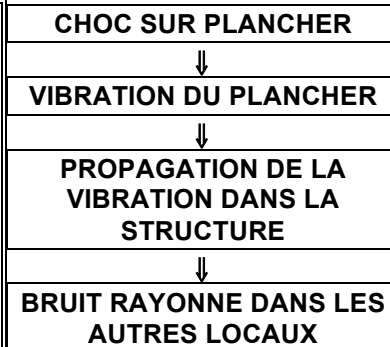 CHOC SUR PLANCHER
⇓
VIBRATION DU PLANCHER
⇓
PROPAGATION DE LA
VIBRATION DANS LA
STRUCTURE
⇓
BRUIT RAYONNE DANS LES
AUTRES LOCAUX